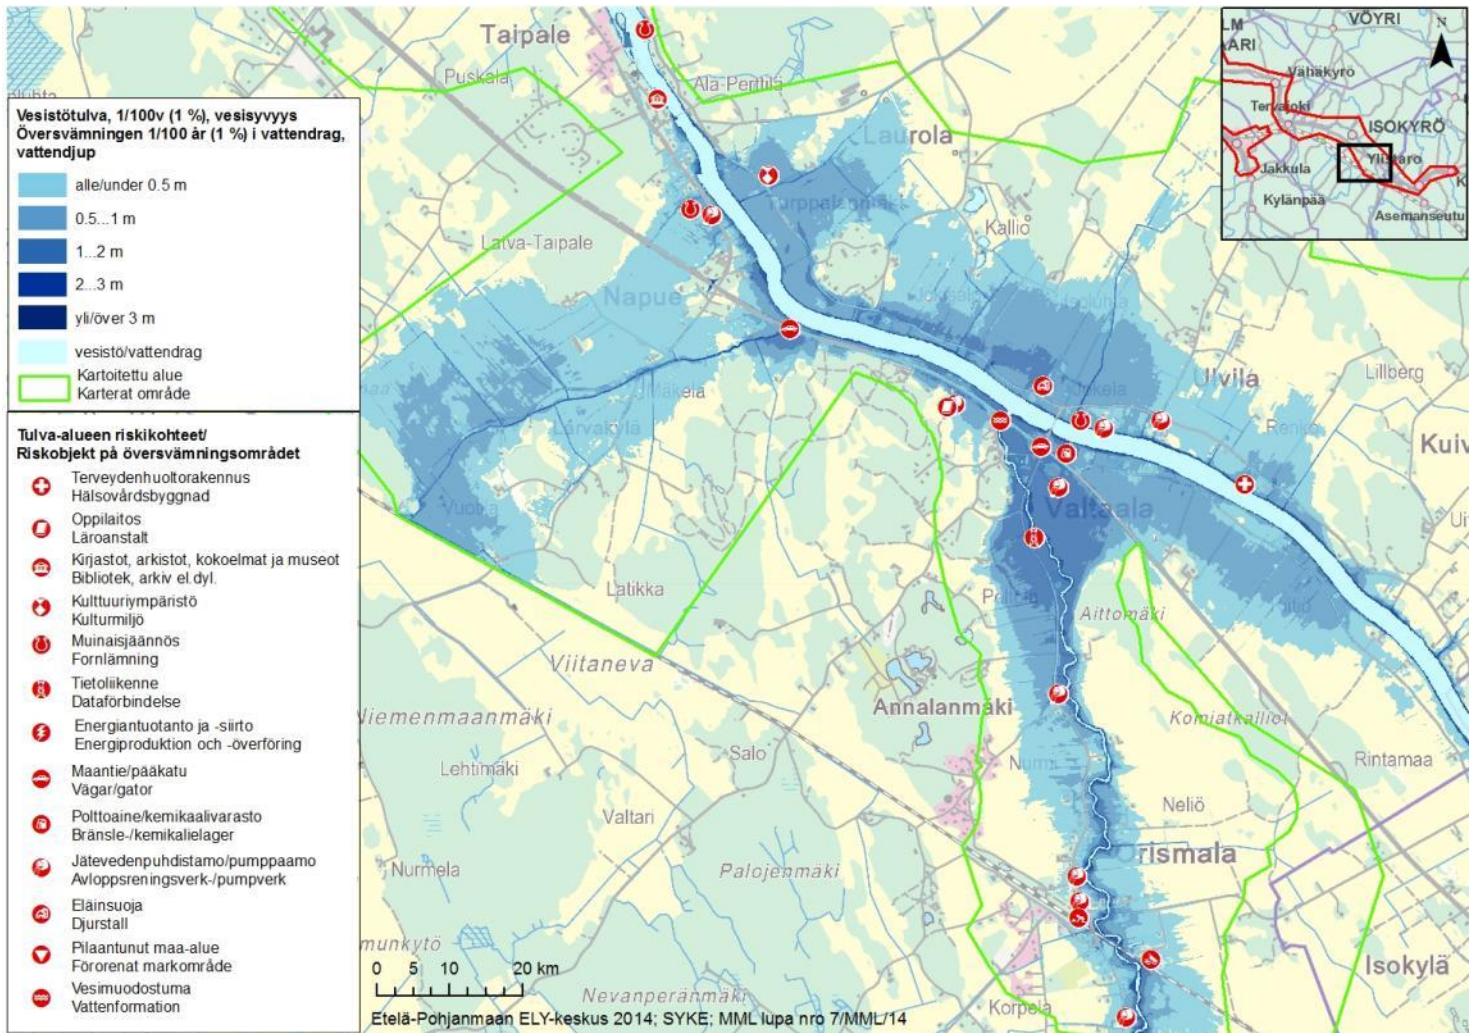 Taipale
Puskala
Ala-Perttilä
VÖYRI
N
Vähäkyrö
Tervajoki
ISOKYRÖ
Ylistaro
Jakkula
Kylänpää
Asemanseutu
Vesistötulva, 1/100v (1 %), vesisyvyys
Översvämningen 1/100 år (1 %) i vattendrag,
vattendjup
alle/under 0.5 m
0.5...1 m
1...2 m
2...3 m
yli/över 3 m
vesistö/vattendrag
Kartoitettu alue
Karterat område
Laurola
Kallio
Latva-Taipale
Napue
Mäkelä
Ulvila
Lillberg
Renko
Kuiv
Larvakylä
Valtaala
Latikka
Aittomäki
Viitaneva
Annalanmäki
Komiatkalliot
Niemenmaanmäki
Salo
Rintamaa
Lehtimäki
Valtari
Neliö
Orismala
Nurmela
Palojenmäki
munkytö
Isokylä
Nevanperänmäki
Korpela
Tulva-alueen riskikohteet/
Riskobjekt på översvämningsområdet
Terveydenhuoltorakennus
Hälsovårdsbyggnad
Oppilaitos
Läroanstalt
Kirjastot, arkistot, kokoelmat ja museot
Bibliotek, arkiv el.dyl.
Kulttuuriympäristö
Kulturmiljö
Muinaisjäännös
Fornlämning
Tietoliikenne
Dataförbindelse
Energiantuotanto ja -siirto
Energiproduktion och -överföring
Maantie/pääkatu
Vägar/gator
Polttoaine/kemikaalivarasto
Bränsle-/kemikalielager
Jätevedenpuhdistamo/pumppaamo
Avloppsreningsverk-/pumpverk
Eläinsuoja
Djurstall
Pilaantunut maa-alue
Förorenat markområde
Vesimuodostuma
Vattenformation
0 5 10 20 km
Etelä-Pohjanmaan ELY-keskus 2014; SYKE; MML lupa nro 7/MML/14